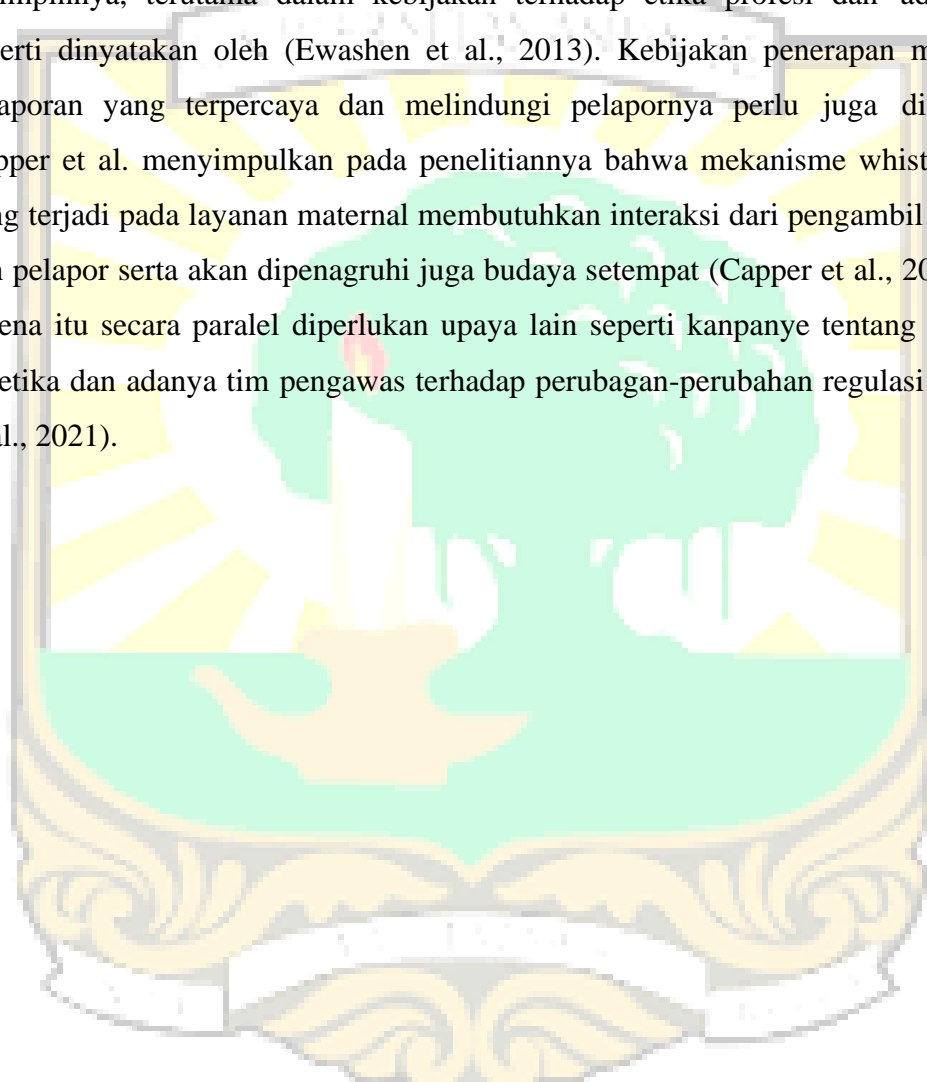 impinnya, terutama dalam kebijakan terhadap etika profesi dan ad
erti dinyatakan oleh (Ewashen et al., 2013). Kebijakan penerapan m
aporan yang terpercaya dan melindungi pelapornya perlu juga di
pper et al. menyimpulkan pada penelitiannya bahwa mekanisme whist
ng terjadi pada layanan maternal membutuhkan interaksi dari pengambil
n pelapor serta akan dipenagruhi juga budaya setempat (Capper et al., 20
ena itu secara paralel diperlukan upaya lain seperti kanpanye tentang
etika dan adanya tim pengawas terhadap perubagan-perubahan regulasi
al., 2021).